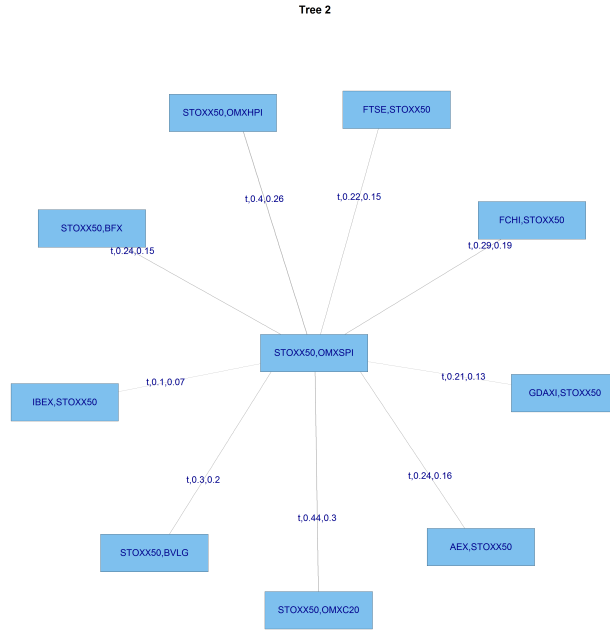 Tree 2
FTSE,STOXX50
STOXX50,OMXHPI
t,0.22,0.15
t,0.4,0.26
FCHI,STOXX50
STOXX50,BFX
t,0.29,0.19
t,0.24,0.15
STOXX50,OMXSPI
t,0.21,0.13
t,0.1,0.07
GDAXI,STOXX50
IBEX,STOXX50
t,0.24,0.16
t,0.3,0.2
t,0.44,0.3
AEX,STOXX50
STOXX50,BVLG
STOXX50,OMXC20